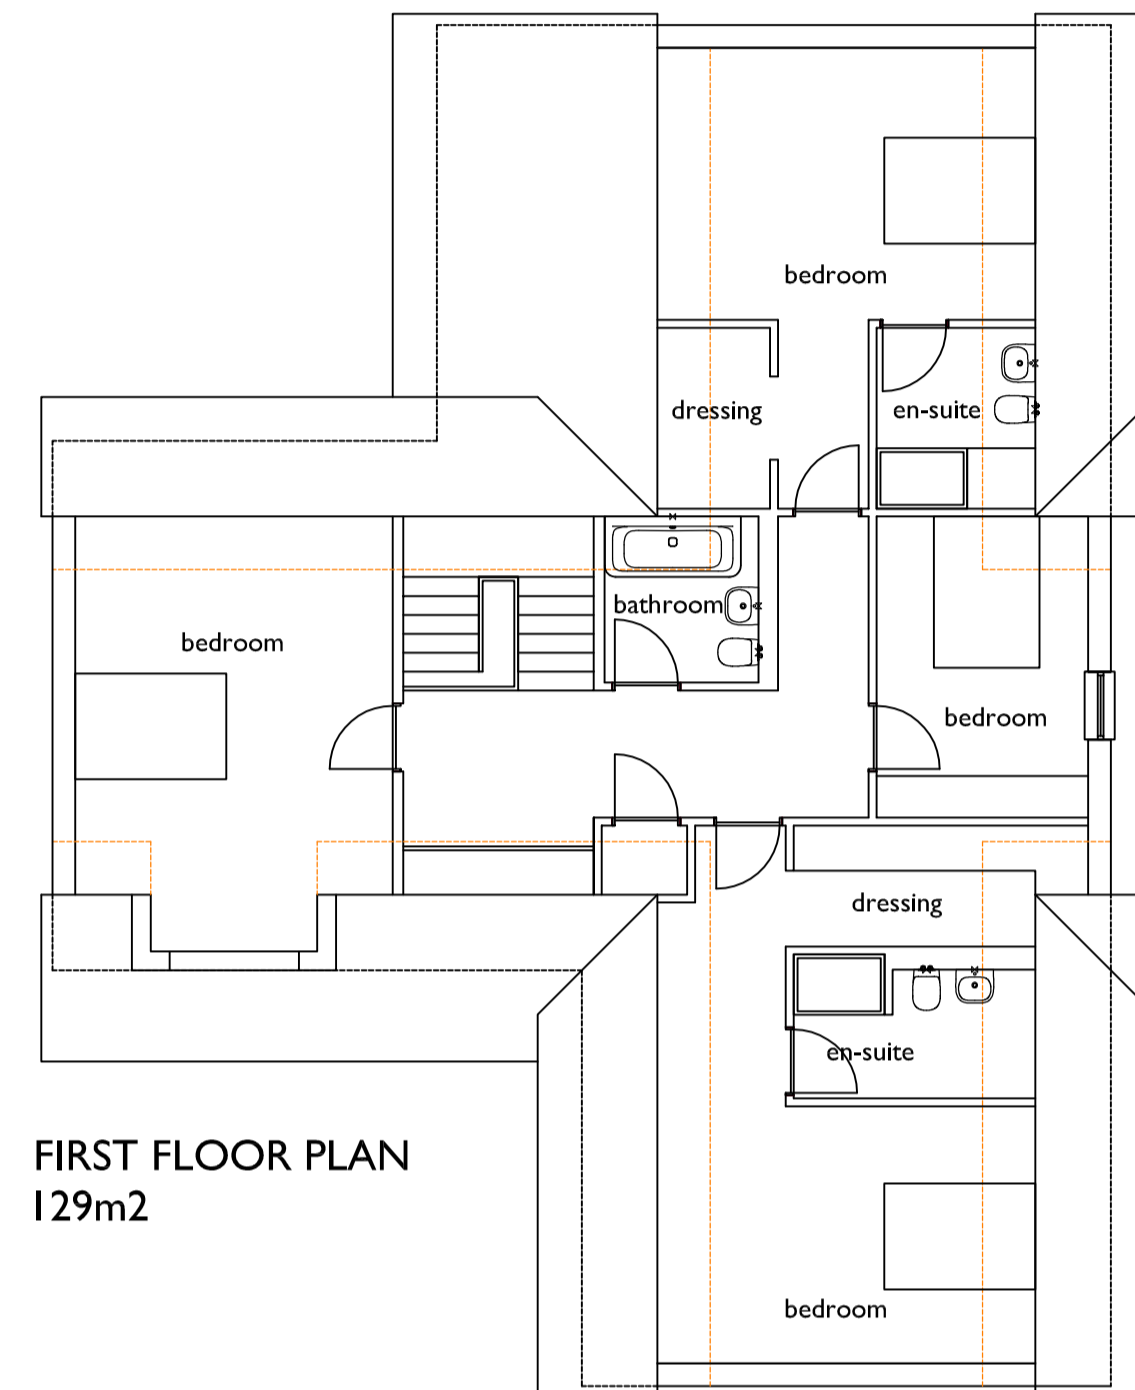 bedroom
dressing
en-suite
bathroom
bedroom
bedroom
dressing
en-suite
FIRST FLOOR PLAN
129m2
bedroom